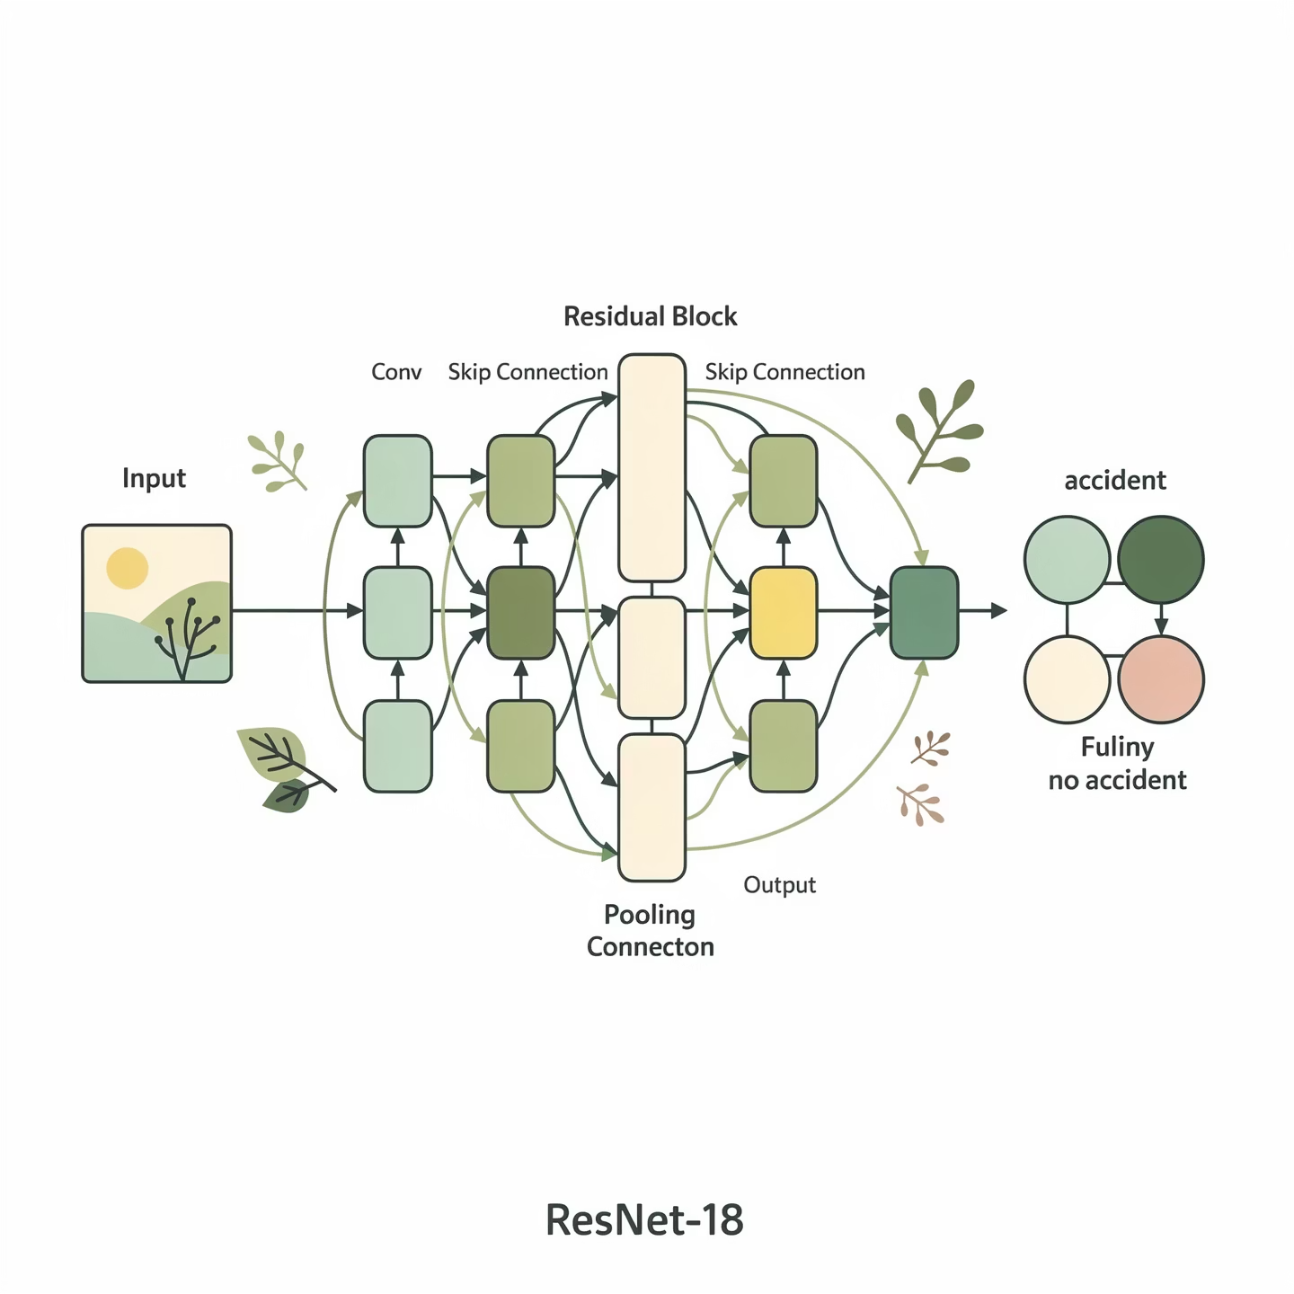 Residual Block
Conv
Skip Connection
Skip Connection
Input
accident
Fuliny
no accident
Output
Pooling
Connecton
ResNet-18